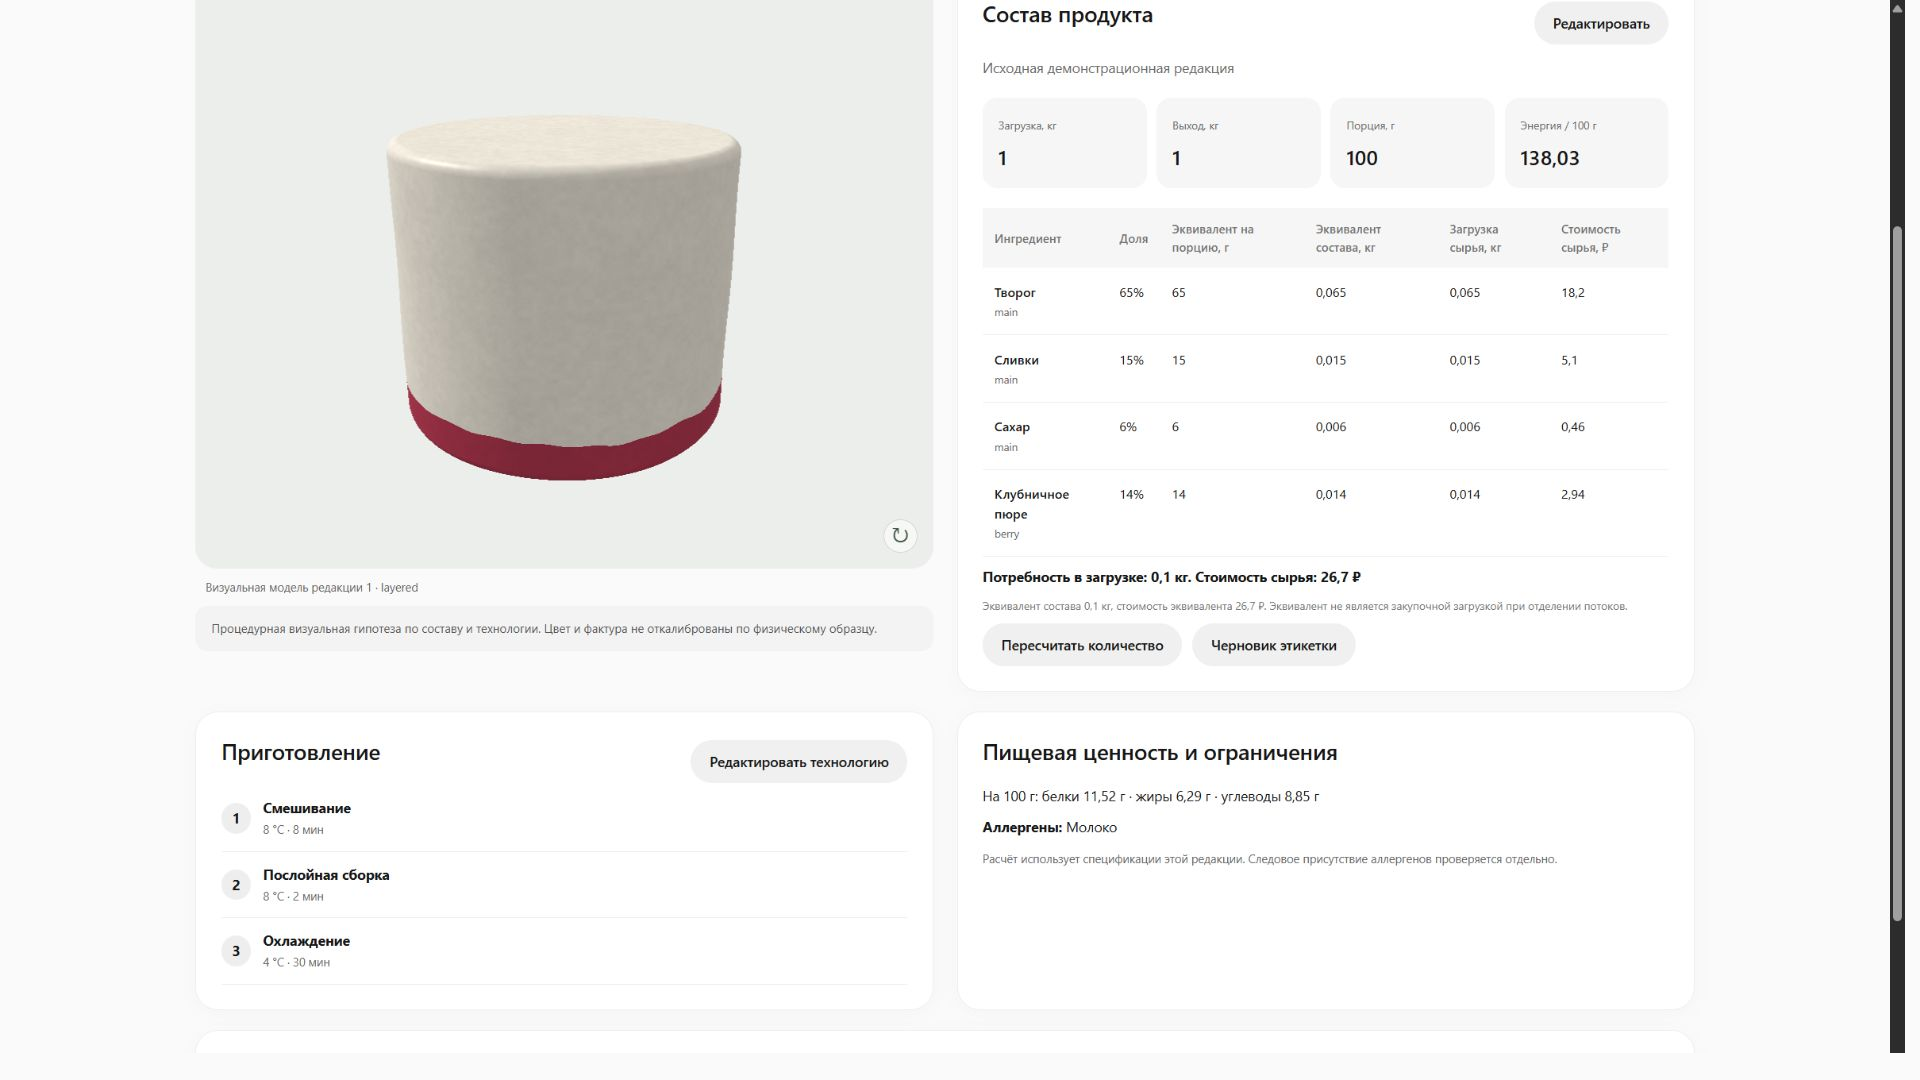 Состав продукта
Редактировать
Исходная демонстрационная редакция
Загрузка, кг
1
Выход, кг
1
Порция, г
100
Энергия / 100 г
138,03
Ингредиент
Доля
Эквивалент на
порцию, г
Эквивалент
состава, кг
Загрузка
сырья, кг
Стоимость
сырья, ₽
Творог
main
65%
65
0,065
0,065
18,2
Сливки
main
15%
15
0,015
0,015
5,1
Сахар
main
6%
6
0,006
0,006
0,46
Клубничное
пюре
berry
14%
14
0,014
0,014
2,94
Потребность в загрузке: 0,1 кг. Стоимость сырья: 26,7 ₽
Эквивалент состава 0,1 кг, стоимость эквивалента 26,7 ₽. Эквивалент не является закупочной загрузкой при отделении потоков.
Пересчитать количество
Черновик этикетки
Визуальная модель редакции 1 · layered
Процедурная визуальная гипотеза по составу и технологии. Цвет и фактура не откалиброваны по физическому образцу.
Приготовление
Редактировать технологию
1
Смешивание
8 °C · 8 мин
2
Послойная сборка
8 °C · 2 мин
3
Охлаждение
4 °C · 30 мин
Пищевая ценность и ограничения
На 100 г: белки 11,52 г · жиры 6,29 г · углеводы 8,85 г
Аллергены: Молоко
Расчёт использует спецификации этой редакции. Следовое присутствие аллергенов проверяется отдельно.